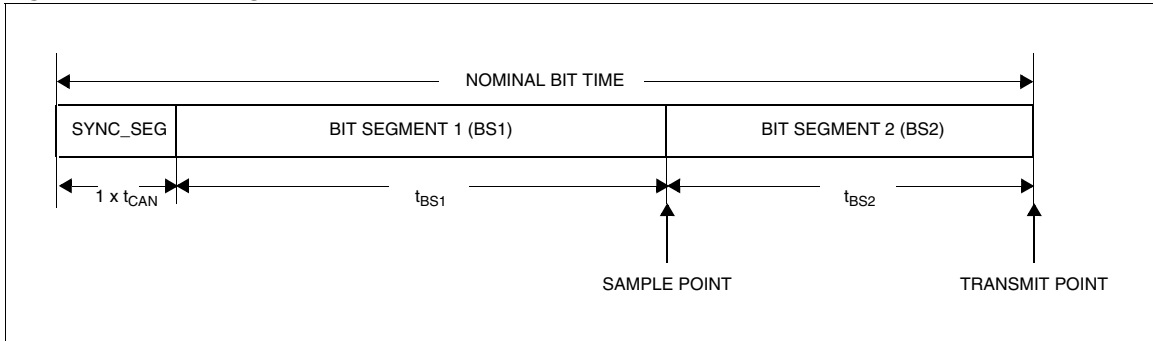 NOMINAL BIT TIME
SYNC_SEG
BIT SEGMENT 1 (BS1)
BIT SEGMENT 2 (BS2)
1 x tCAN
tBS1
tBS2
SAMPLE POINT
TRANSMIT POINT